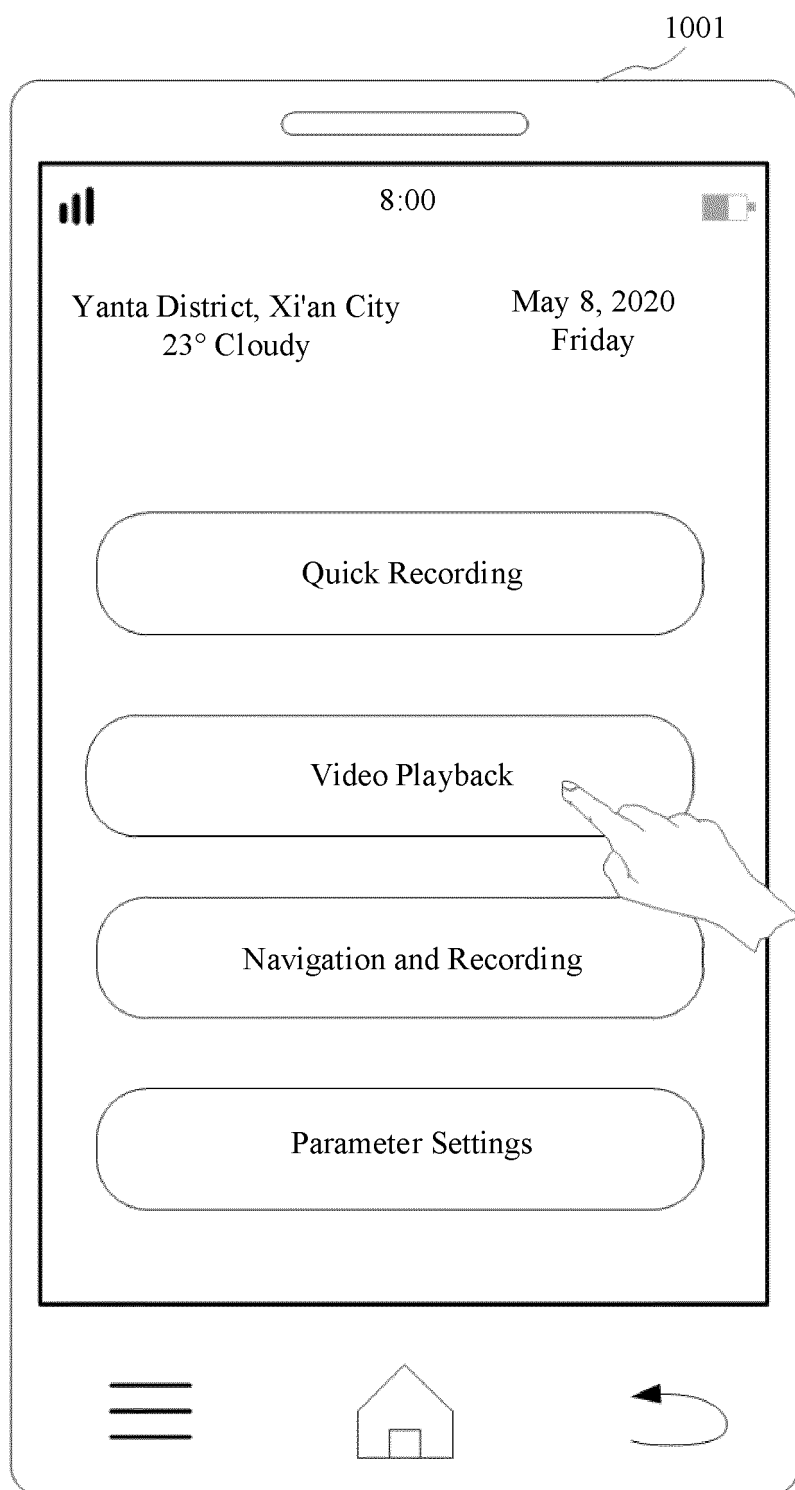 1001
8:00
Yanta District, Xi'an City
23° Cloudy
May 8, 2020
Friday
Quick Recording
Video Playback
Navigation and Recording
Parameter Settings